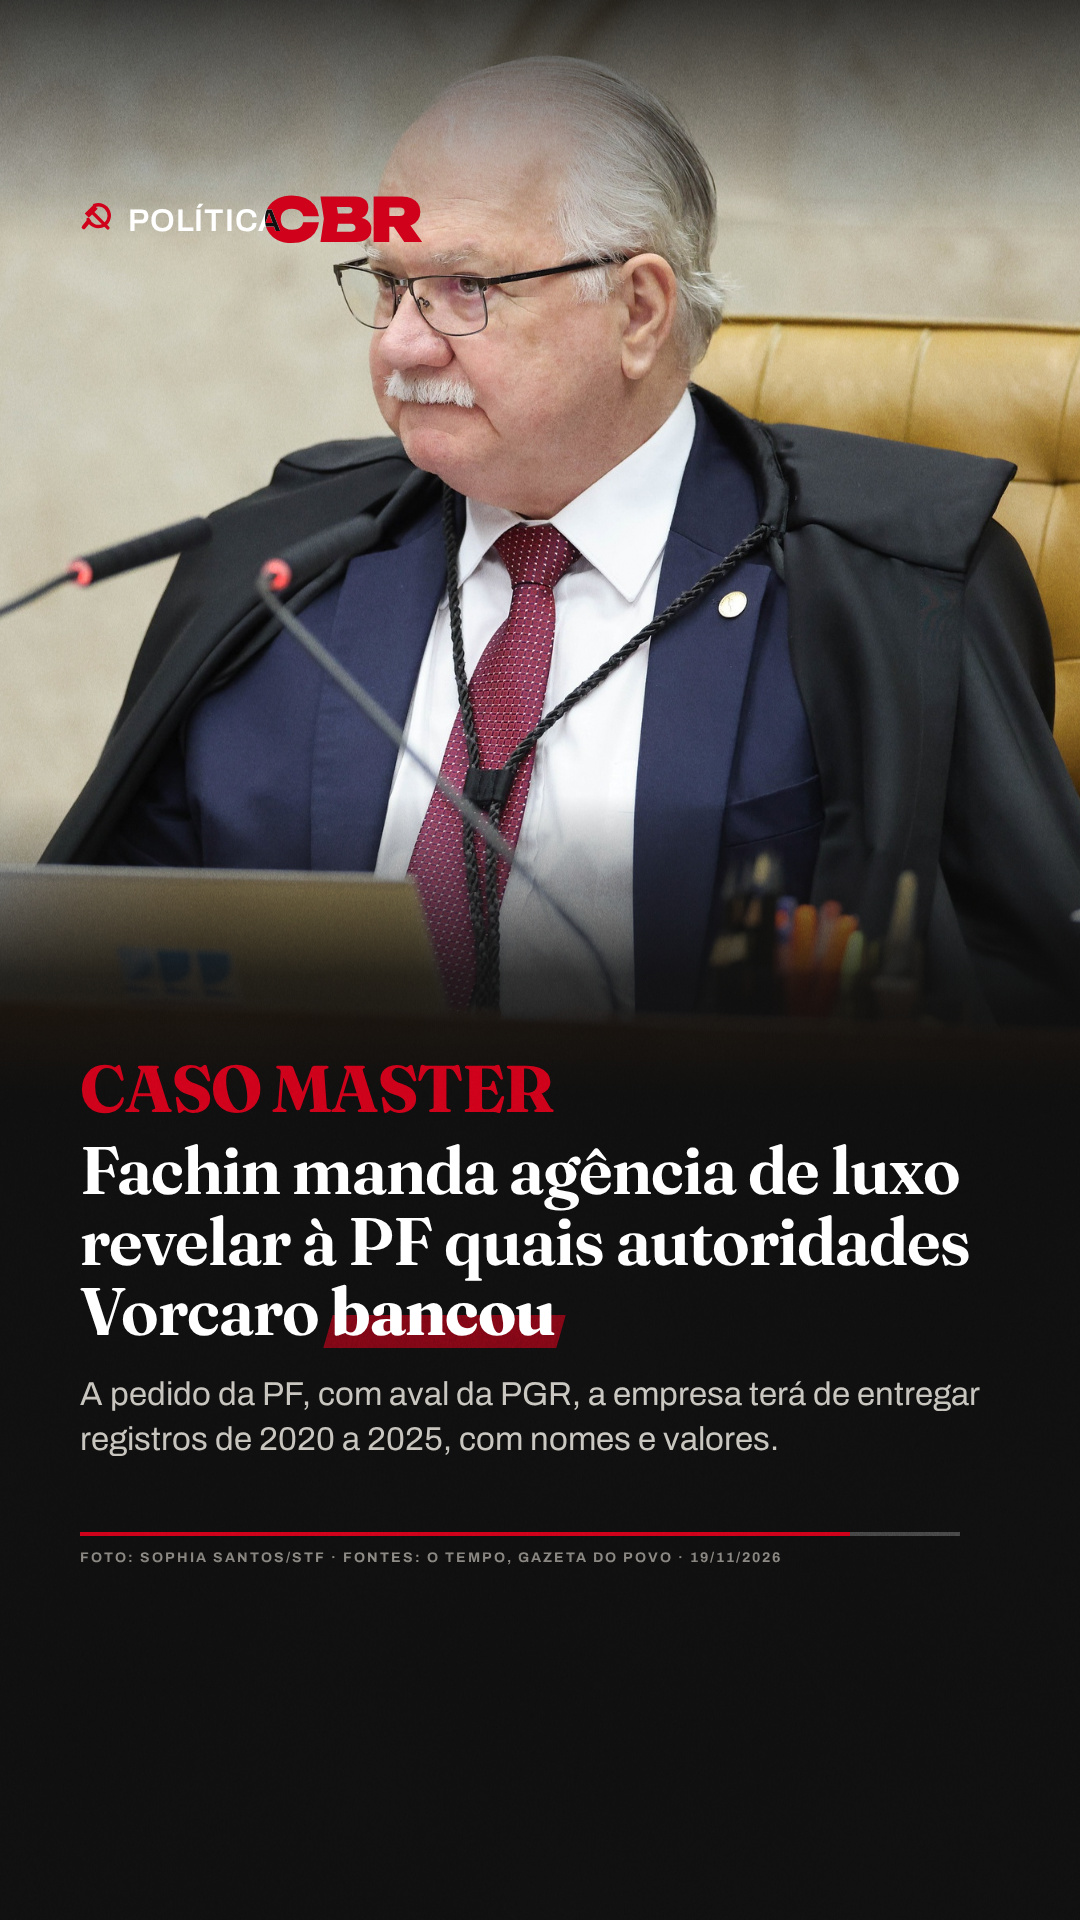 POLÍTICA
ACBR
CASO MASTER
Fachin manda agência de luxo
revelar à PF quais autoridades
Vorcaro bancou
A pedido da PF, com aval da PGR, a empresa terá de entregar
registros de 2020 a 2025, com nomes e valores.
FOTO: SOPHIA SANTOS/STF · FONTES: O TEMPO, GAZETA DO POVO · 19/11/2026